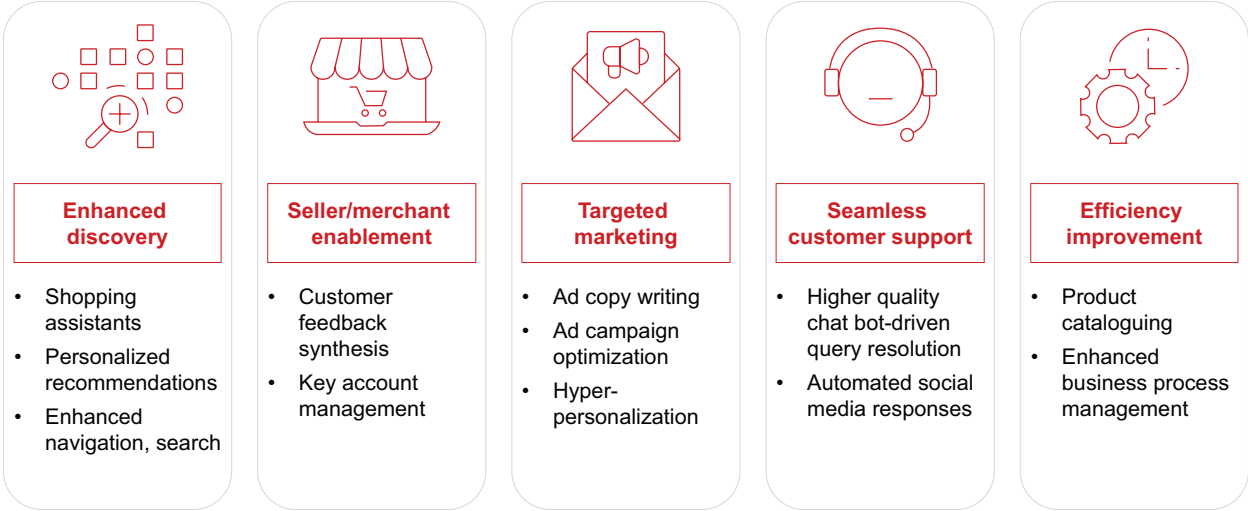 Enhanced
discovery
• Shopping
assistants
• Personalized
recommendations
• Enhanced
navigation, search
Seller/merchant
enablement
• Customer
feedback
synthesis
• Key account
management
Targeted
marketing
• Ad copy writing
• Ad campaign
optimization
• Hyper-
personalization
Seamless
customer support
• Higher quality
chat bot-driven
query resolution
• Automated social
media responses
Efficiency
improvement
• Product
cataloguing
• Enhanced
business process
management